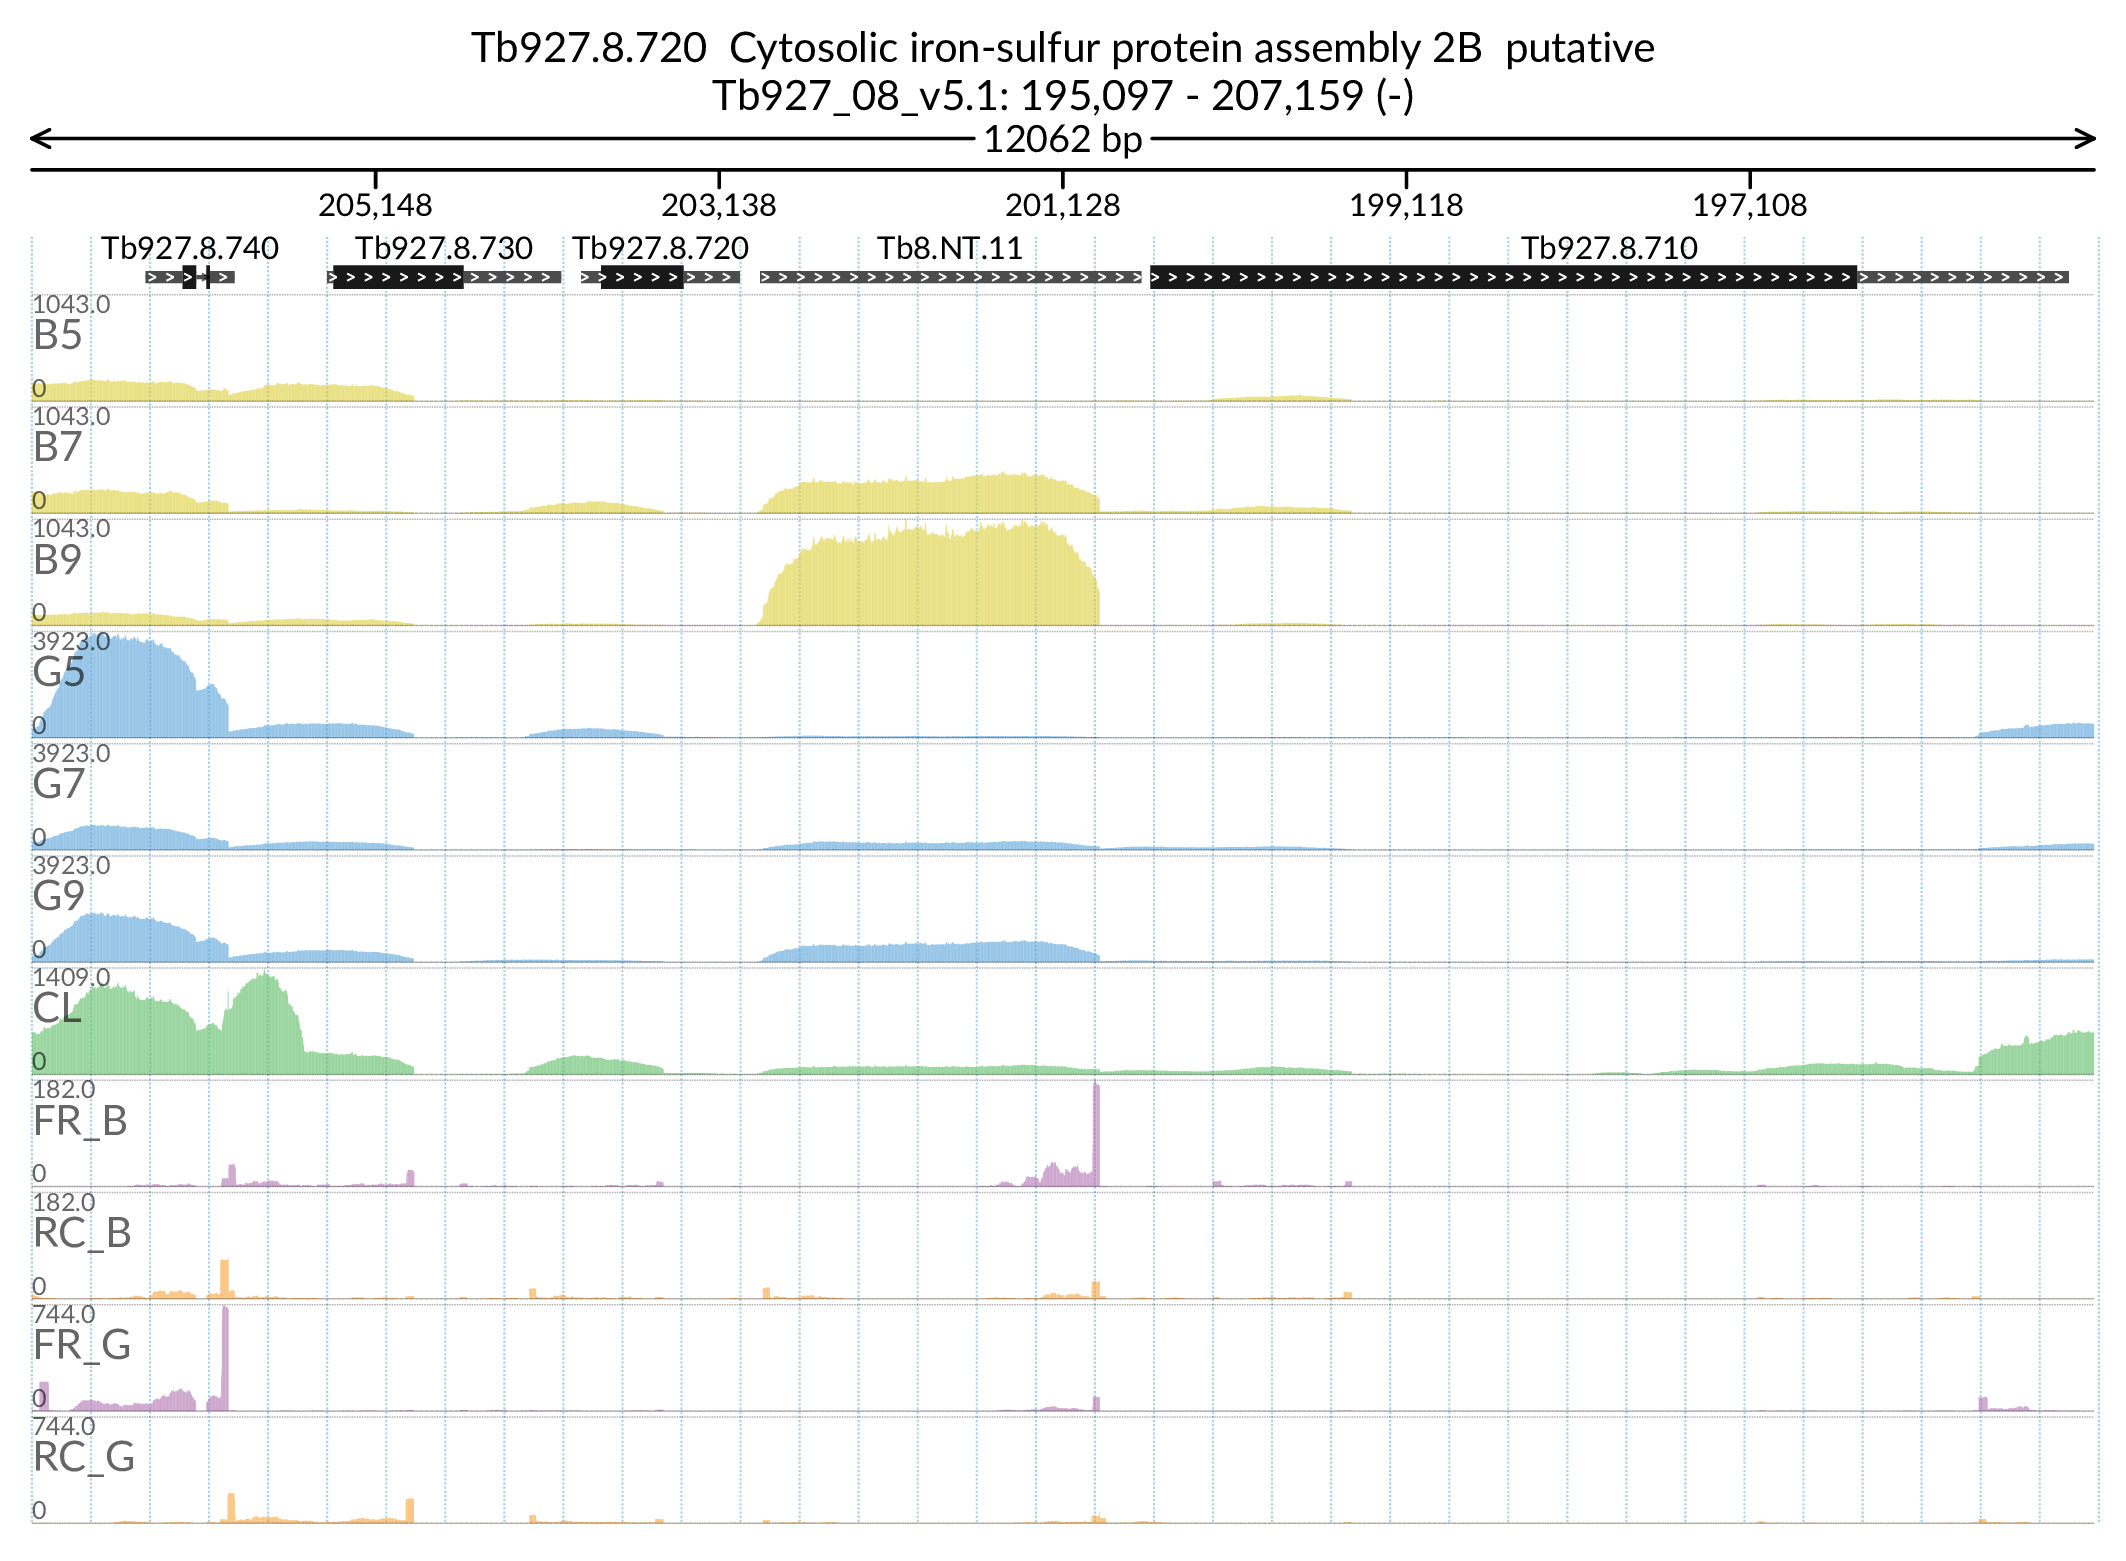 Tb927.8.720  Cytosolic iron-sulfur protein assembly 2B  putative
Tb927_08_v5.1: 195,097 - 207,159 (-)
12062 bp
205,148 203,138 201,128 199,118 197,108
Tb927.8.740 Tb927.8.730 Tb927.8.720 Tb8.NT.11 Tb927.8.710
1043.0
B5
0
1043.0
B7
0
1043.0
B9
0
3923.0
G5
0
3923.0
G7
0
3923.0
G9
0
1409.0
CL
0
182.0
FR_B
0
182.0
RC_B
0
744.0
FR_G
0
744.0
RC_G
0